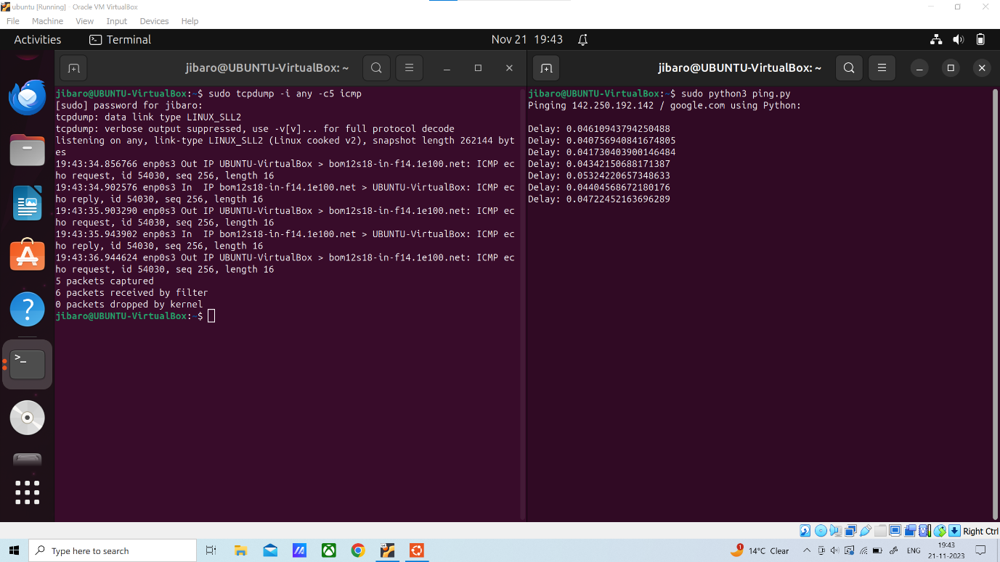 ubuntu [Running] - Oracle VM VirtualBox
File Machine View Input Devices Help
Activities Terminal Nov 21 19:43
jibaro@UBUNTU-VirtualBox: ~
jibaro@UBUNTU-VirtualBox:~$ sudo tcpdump -i any -c5 icmp
[sudo] password for jibaro:
tcpdump: data link type LINUX_SLL2
tcpdump: verbose output suppressed, use -v[v]... for full protocol decode
listening on any, link-type LINUX_SLL2 (Linux cooked v2), snapshot length 262144 byt
es
19:43:34.856766 enp0s3 Out IP UBUNTU-VirtualBox > bom12s18-in-f14.1e100.net: ICMP ec
ho request, id 54030, seq 256, length 16
19:43:34.902576 enp0s3 In  IP bom12s18-in-f14.1e100.net > UBUNTU-VirtualBox: ICMP ec
ho reply, id 54030, seq 256, length 16
19:43:35.903290 enp0s3 Out IP UBUNTU-VirtualBox > bom12s18-in-f14.1e100.net: ICMP ec
ho request, id 54030, seq 256, length 16
19:43:35.943902 enp0s3 In  IP bom12s18-in-f14.1e100.net > UBUNTU-VirtualBox: ICMP ec
ho reply, id 54030, seq 256, length 16
19:43:36.944624 enp0s3 Out IP UBUNTU-VirtualBox > bom12s18-in-f14.1e100.net: ICMP ec
ho request, id 54030, seq 256, length 16
5 packets captured
6 packets received by filter
0 packets dropped by kernel
jibaro@UBUNTU-VirtualBox:~$
jibaro@UBUNTU-VirtualBox: ~
jibaro@UBUNTU-VirtualBox:~$ sudo python3 ping.py
Pinging 142.250.192.142 / google.com using Python:
Delay: 0.04610943794250488
Delay: 0.040756940841674805
Delay: 0.041730403900146484
Delay: 0.04342150688171387
Delay: 0.05324220657348633
Delay: 0.04404568672180176
Delay: 0.04722452163696289
Right Ctrl
Type here to search
1
14°C Clear
ENG
19:43
21-11-2023